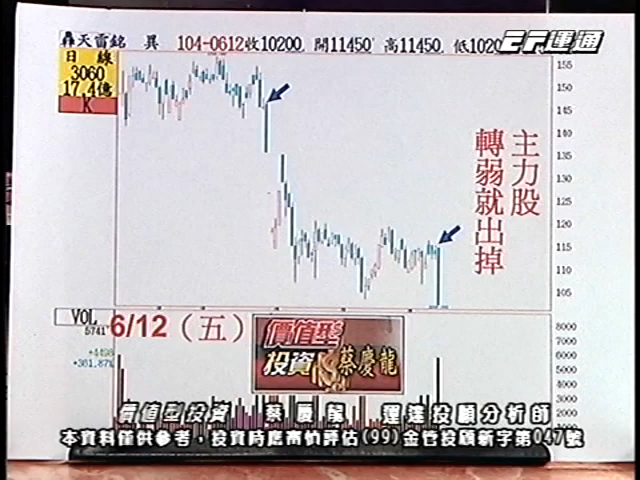 天雷銘 異 104-0612收10200 開11450 高11450 低1020
運通
日 線
3060
17.4億
K
155
150
145
140
135
130
125
120
115
110
105
主力股
轉弱就出掉
VOL
5741
+4498
+361.87%
6/12(五)
價值型
投資
蔡慶龍
8000
7000
6000
5000
4000
3000
2000
價值型投資 蔡慶龍 運達投顧分析師
本資料僅供參考,投資時應審慎評估(99)金管投顧新字第047號